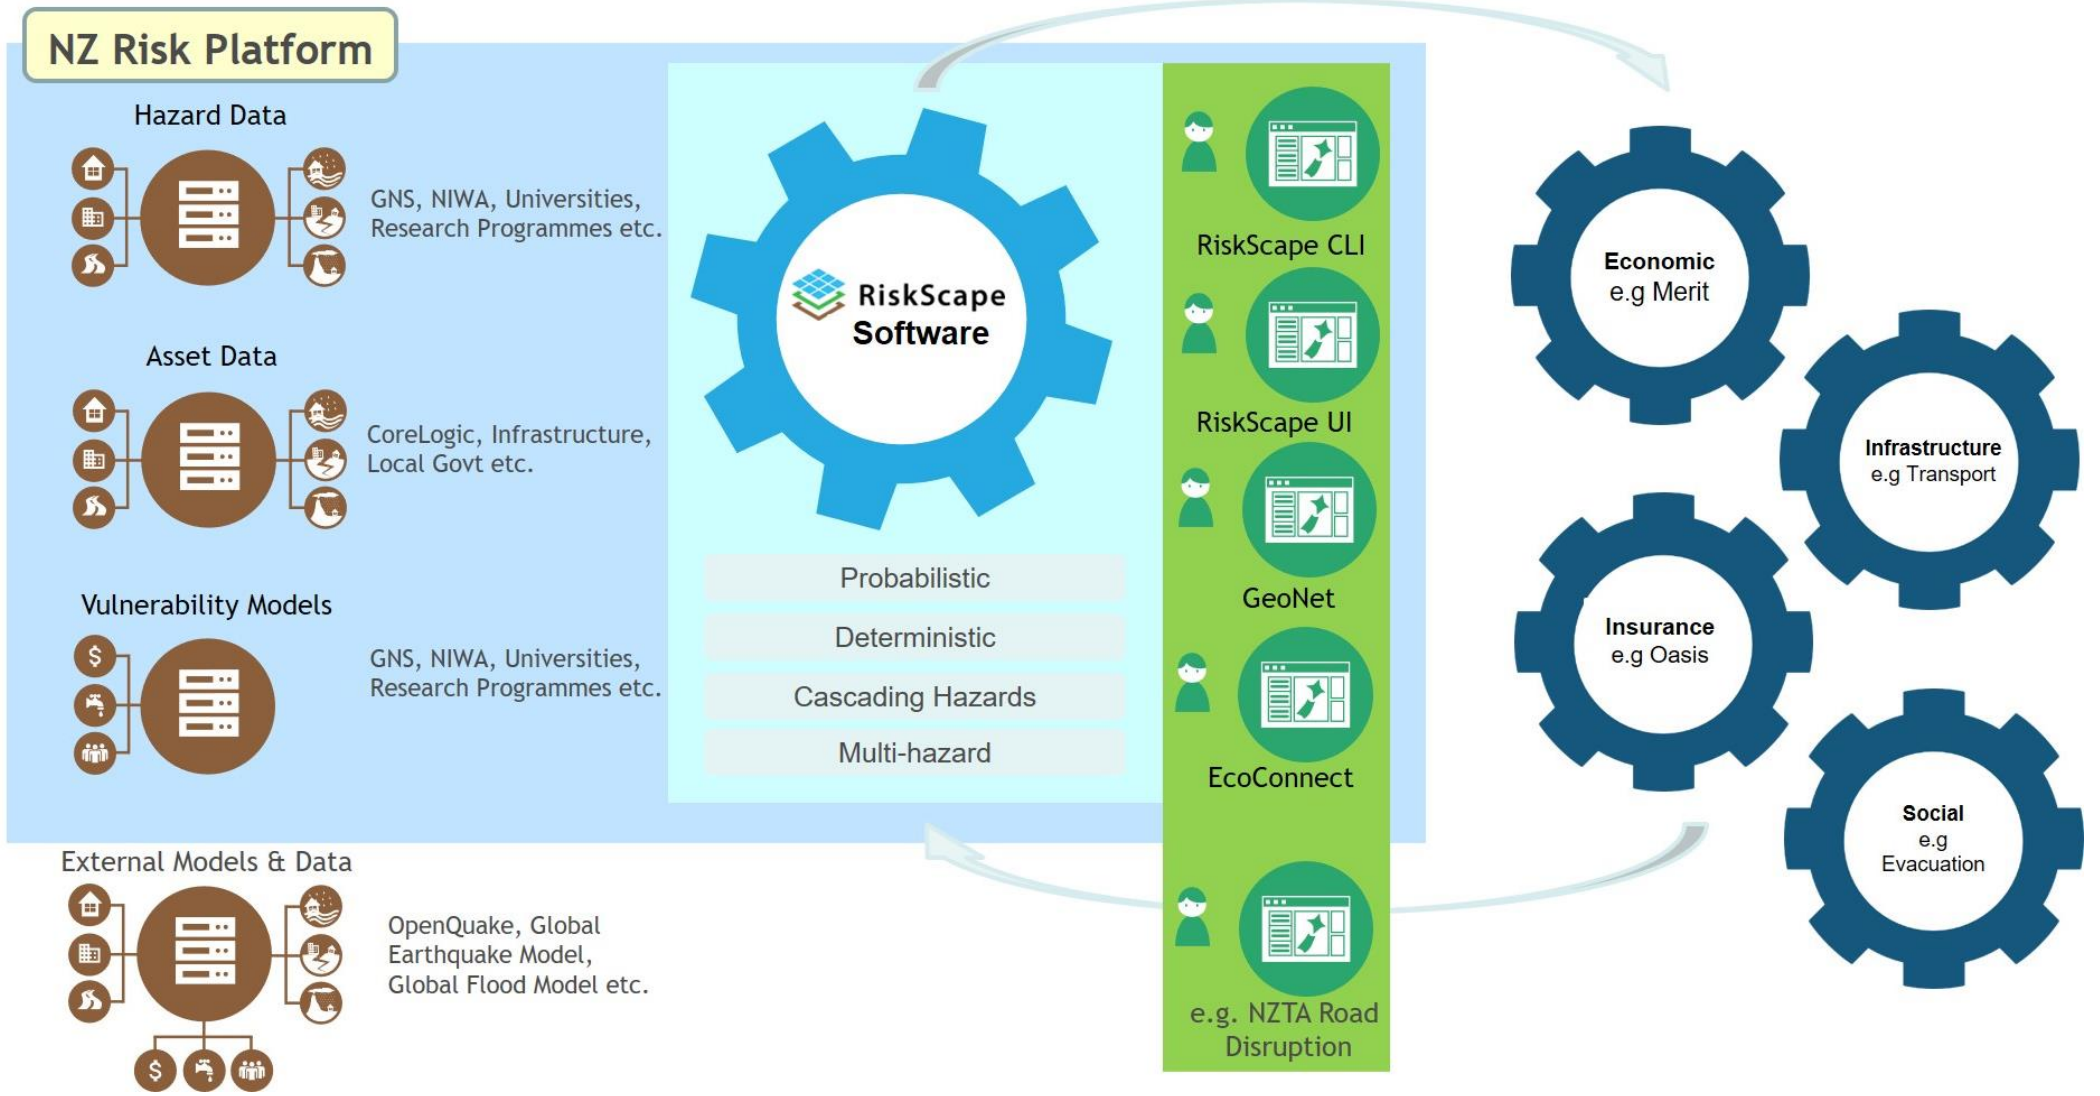 NZ Risk Platform
Hazard Data
GNS, NIWA, Universities,
Research Programmes etc.
Asset Data
CoreLogic, Infrastructure,
Local Govt etc.
Vulnerability Models
GNS, NIWA, Universities,
Research Programmes etc.
External Models & Data
OpenQuake, Global
Earthquake Model,
Global Flood Model etc.
RiskScape
Software
Probabilistic
Deterministic
Cascading Hazards
Multi-hazard
RiskScape CLI
RiskScape UI
GeoNet
EcoConnect
e.g. NZTA Road
Disruption
Economic
e.g Merit
Infrastructure
e.g Transport
Insurance
e.g Oasis
Social
e.g
Evacuation